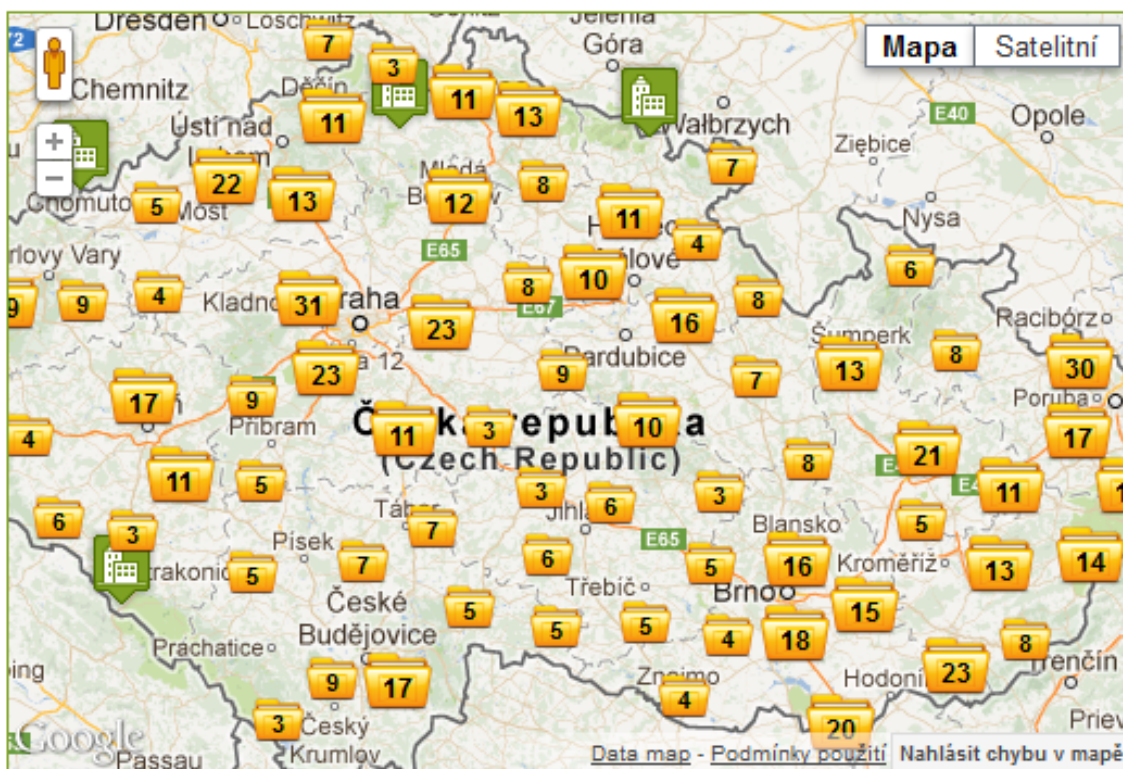 Dresden
Loschwitz
Jelenia
Góra
72
7
3
Mapa
Satelitní
Chemnitz
Děčín
11
11
13
Wałbrzych
E40
Opole
Ústí nad
Ziębice
+
−
22
13
12
8
7
5
Most
11
Nysa
4
E65
Králové
6
rlovy Vary
9
9
4
Kladno
31
Praha
8
10
8
E67
23
16
Racibórz
Pardubice
Šumperk
8
30
23
12
9
7
13
17
9
Poruba
4
Příbram
11
3
10
17
Česká republika
(Czech Republic)
21
11
5
8
11
3
6
3
Tábor
7
Jihlava
Blansko
5
6
3
Písek
E65
Kroměříž
13
14
5
7
6
Třebíč
5
16
Brno
15
České
Budějovice
5
5
5
4
18
Prachatice
8
Trenčín
9
17
Znojmo
4
Hodonín
23
3
Český
Krumlov
20
Google
Passau
Data map - Podmínky použití
Nahlásit chybu v mapě